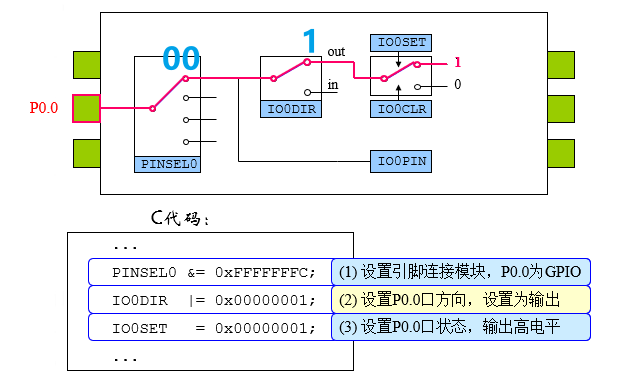 00
1
out
in
IO0SET
1
0
P0.0
IO0DIR
IO0CLR
PINSEL0
IO0PIN
C代码:
...
PINSEL0 &= 0xFFFFFFFC;
(1) 设置引脚连接模块，P0.0为GPIO
IO0DIR |= 0x00000001;
(2) 设置P0.0口方向，设置为输出
IO0SET = 0x00000001;
(3) 设置P0.0口状态，输出高电平
...